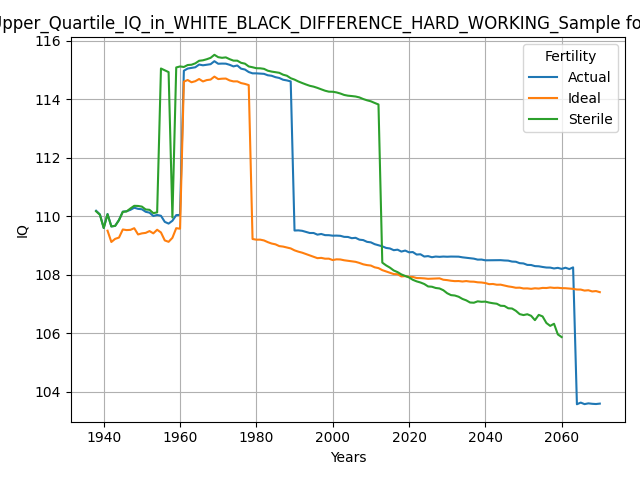 Upper_Quartile_IQ_in_WHITE_BLACK_DIFFERENCE_HARD_WORKING_Sample fo
116
114
112
110
108
106
104
IQ
Fertility
Actual
Ideal
Sterile
1940 1960 1980 2000 2020 2040 2060
Years